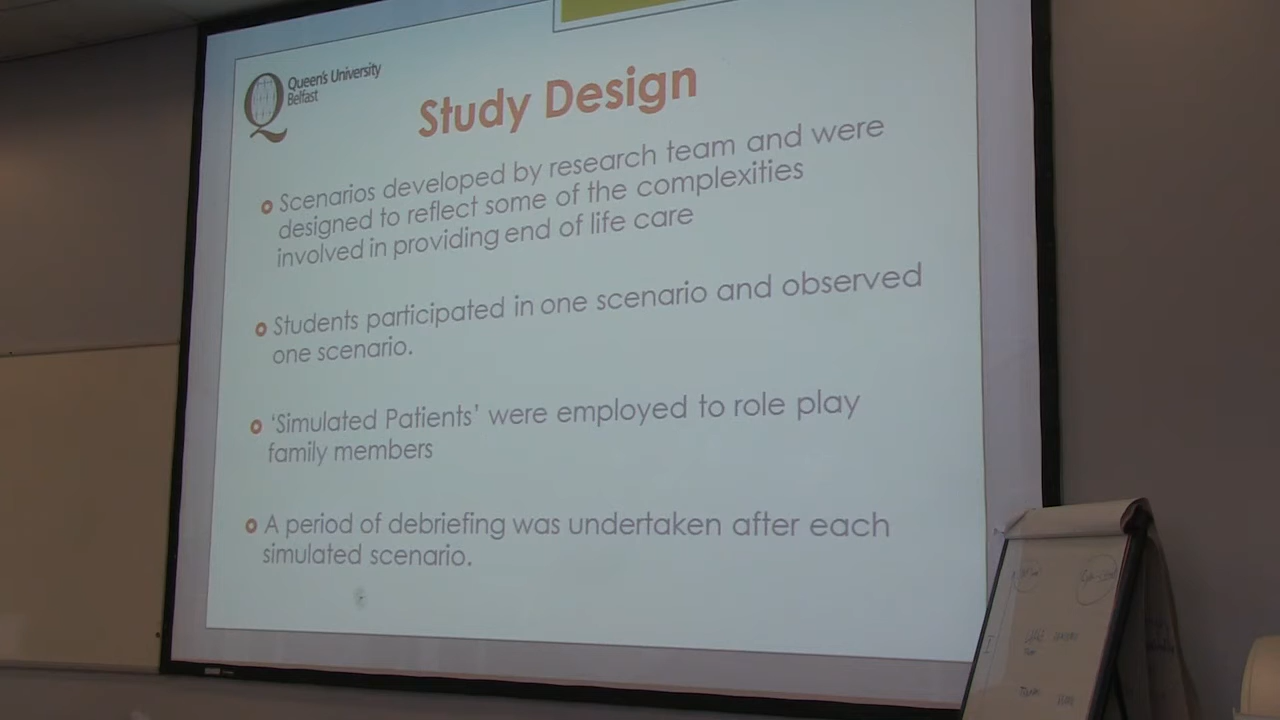 Queen's University
Belfast
Study Design
Scenarios developed by research team and were
designed to reflect some of the complexities
involved in providing end of life care
Students participated in one scenario and observed
one scenario.
‘Simulated Patients’ were employed to role play
family members
A period of debriefing was undertaken after each
simulated scenario.